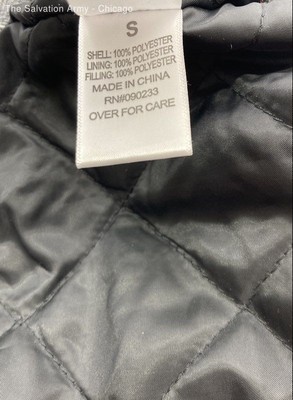 The Salvation Army - Chicago
S
SHELL: 100% POLYESTER
LINING: 100% POLYESTER
FILLING: 100% POLYESTER
MADE IN CHINA
RN#090233
OVER FOR CARE